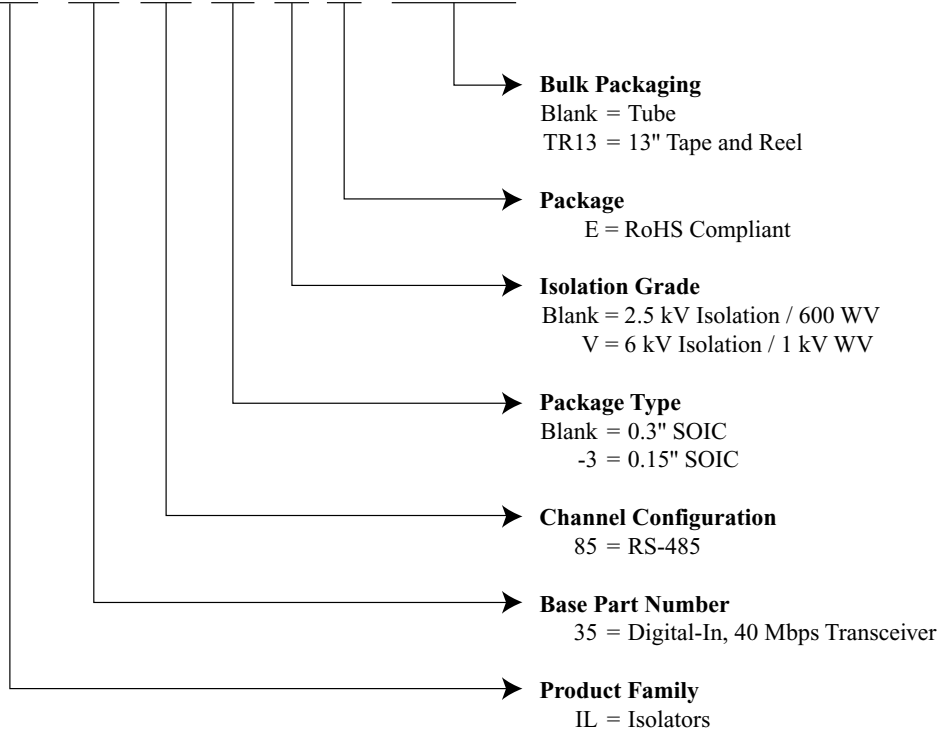 Bulk Packaging
Blank = Tube
TR13 = 13" Tape and Reel
Package
E = RoHS Compliant
Isolation Grade
Blank = 2.5 kV Isolation / 600 WV
V = 6 kV Isolation / 1 kV WV
Package Type
Blank = 0.3" SOIC
-3 = 0.15" SOIC
Channel Configuration
85 = RS-485
Base Part Number
35 = Digital-In, 40 Mbps Transceiver
Product Family
IL = Isolators